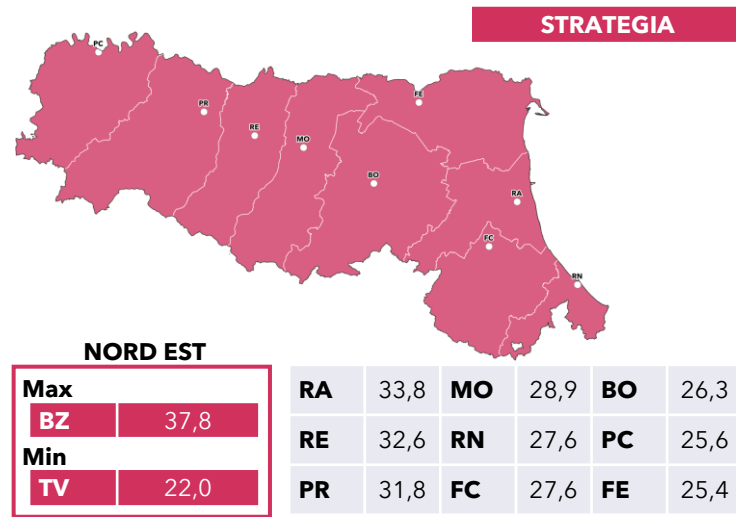 STRATEGIA
PC
PR
RE
MO
FE
BO
RA
FC
RN
NORD EST
Max
BZ 37,8
Min
TV 22,0
RA 33,8 MO 28,9 BO 26,3
RE 32,6 RN 27,6 PC 25,6
PR 31,8 FC 27,6 FE 25,4